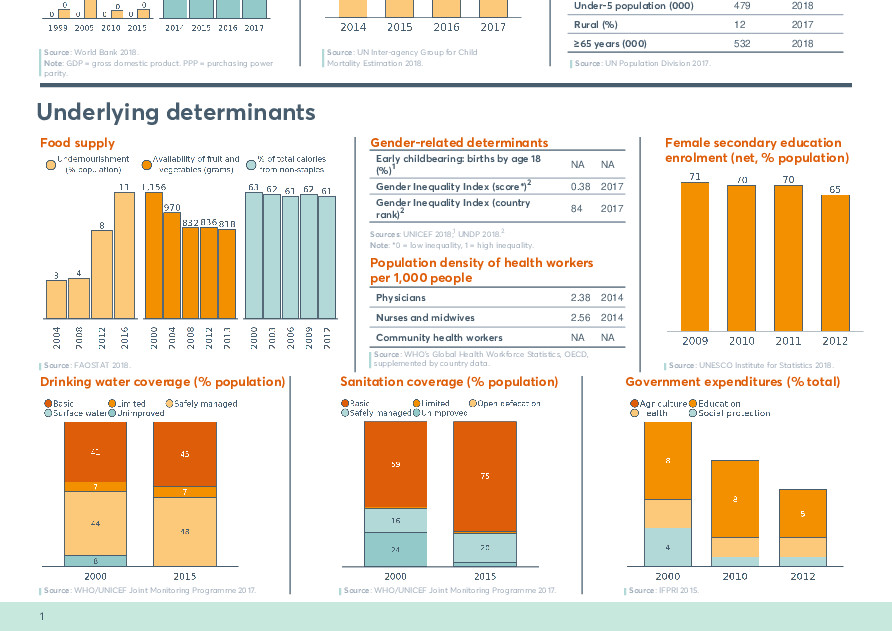 0 0 0 0 0
1999 2005 2010 2015
2014 2015 2016 2017
Source: World Bank 2018.
Note: GDP = gross domestic product. PPP = purchasing power
parity.
2014 2015 2016 2017
Source: UN Inter-agency Group for Child
Mortality Estimation 2018.
Under-5 population (000) 479 2018
Rural (%) 12 2017
≥65 years (000) 532 2018
Source: UN Population Division 2017.
Underlying determinants
Food supply
Undernourishment
(% population)
Availability of fruit and
vegetables (grams)
% of total calories
from non-staples
3 4 8 11
1,156 970 832 836 818
63 62 61 62 61
2004 2008 2012 2016
2000 2004 2008 2012 2013
2000 2003 2006 2009 2012
Source: FAOSTAT 2018.
Gender-related determinants
Early childbearing: births by age 18
(%)1 NA NA
Gender Inequality Index (score*)2 0.38 2017
Gender Inequality Index (country
rank)2 84 2017
Sources: UNICEF 2018,1 UNDP 2018.2
Note: *0 = low inequality, 1 = high inequality.
Population density of health workers
per 1,000 people
Physicians 2.38 2014
Nurses and midwives 2.56 2014
Community health workers NA NA
Source: WHO's Global Health Workforce Statistics, OECD,
supplemented by country data.
Female secondary education
enrolment (net, % population)
71 70 70 65
2009 2010 2011 2012
Source: UNESCO Institute for Statistics 2018.
Drinking water coverage (% population)
Basic Limited Safely managed
Surface water Unimproved
41 7 44 8
45 7 48
2000 2015
Source: WHO/UNICEF Joint Monitoring Programme 2017.
Sanitation coverage (% population)
Basic Limited Open defecation
Safely managed Unimproved
59 16 24
75 20
2000 2015
Source: WHO/UNICEF Joint Monitoring Programme 2017.
Government expenditures (% total)
Agriculture Education
Health Social protection
8 4
8
5
2000 2010 2012
Source: IFPRI 2015.
1